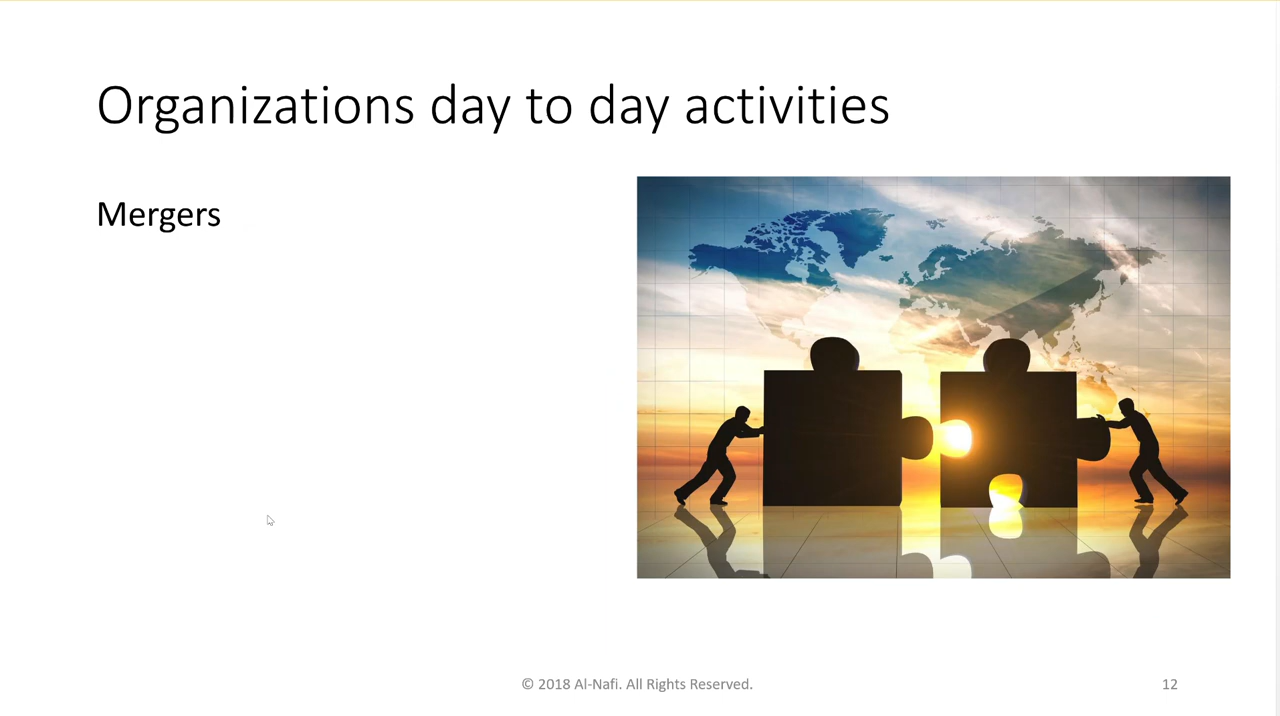 Organizations day to day activities
Mergers
© 2018 Al-Nafi. All Rights Reserved.
12